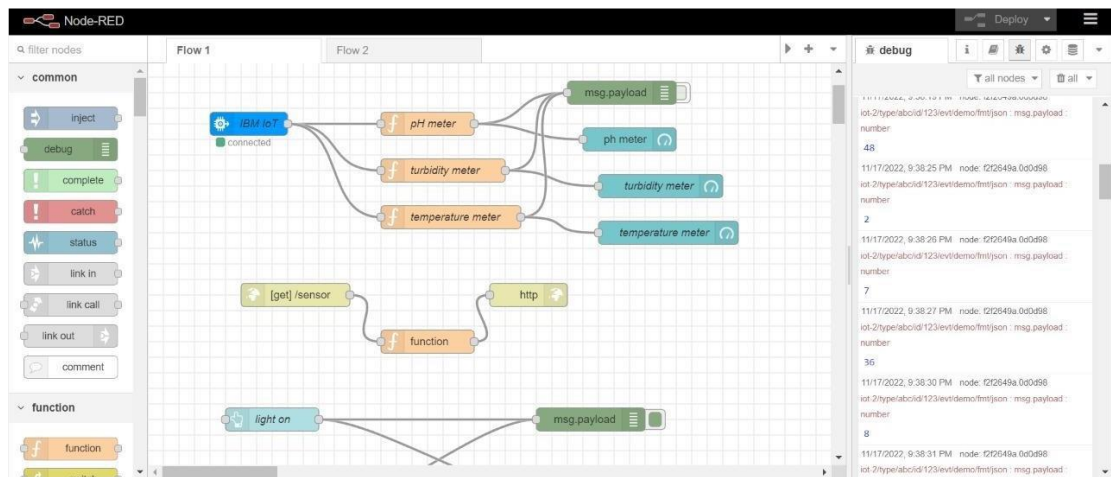 Node-RED
Deploy
filter nodes
Flow 1
Flow 2
debug
all nodes
all
common
inject
debug
complete
catch
status
link in
link call
link out
comment
function
function
IBM IoT
connected
pH meter
turbidity meter
temperature meter
msg.payload
ph meter
turbidity meter
temperature meter
[get] /sensor
http
function
light on
msg.payload
iot-2/type/abc/id/123/evt/demo/fmt/json : msg.payload :
number
48
11/17/2022, 9:38:25 PM node: f2f2649a.0d0d98
iot-2/type/abc/id/123/evt/demo/fmt/json : msg.payload :
number
2
11/17/2022, 9:38:26 PM node: f2f2649a.0d0d98
iot-2/type/abc/id/123/evt/demo/fmt/json : msg.payload :
number
7
11/17/2022, 9:38:27 PM node: f2f2649a.0d0d98
iot-2/type/abc/id/123/evt/demo/fmt/json : msg.payload :
number
36
11/17/2022, 9:38:30 PM node: f2f2649a.0d0d98
iot-2/type/abc/id/123/evt/demo/fmt/json : msg.payload :
number
8
11/17/2022, 9:38:31 PM node: f2f2649a.0d0d98
iot-2/type/abc/id/123/evt/demo/fmt/json : msg.payload :